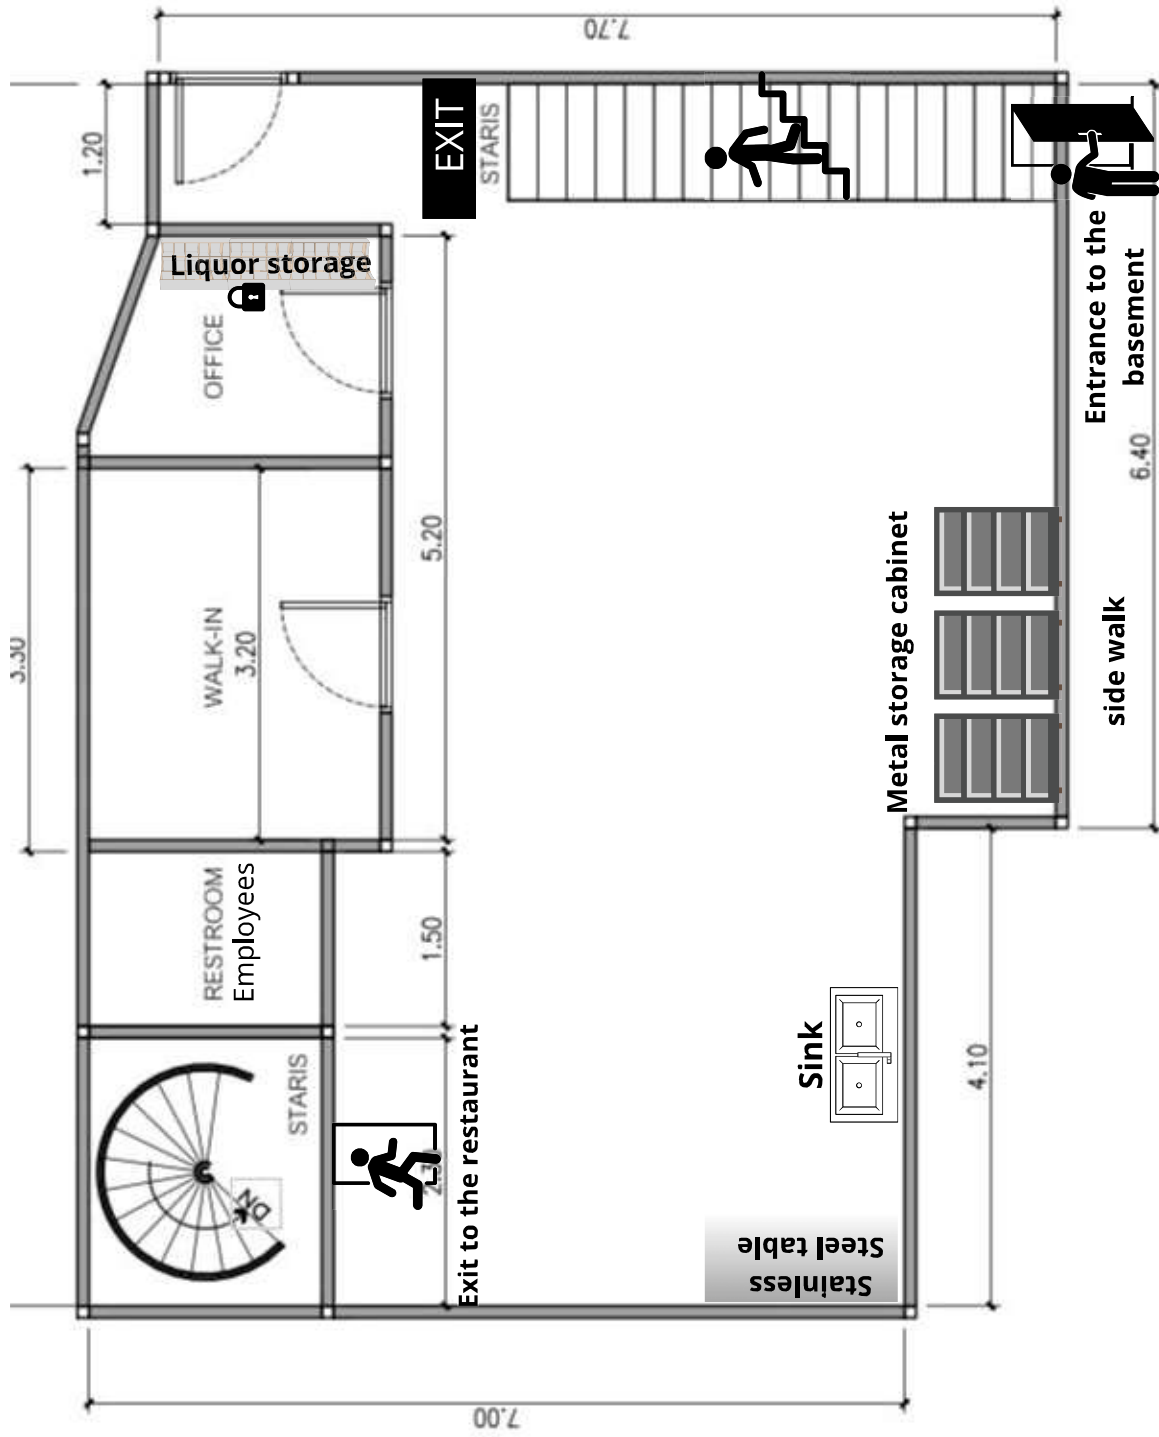 7.70
1.20
EXIT
STARIS
Liquor storage
OFFICE
Entrance to the
basement
6.40
5.20
WALK-IN
3.20
Metal storage cabinet
side walk
RESTROOM
Employees
1.50
STARIS
DN
Exit to the restaurant
Sink
4.10
Stainless
Steel table
7.00